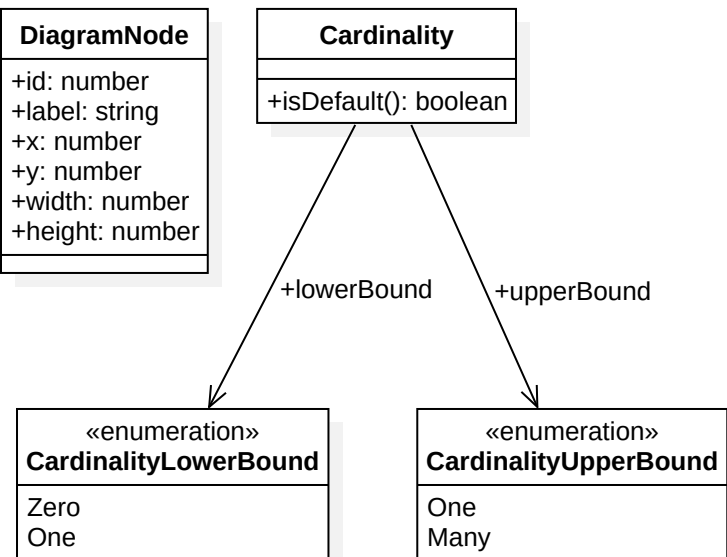 DiagramNode
+id: number
+label: string
+x: number
+y: number
+width: number
+height: number
Cardinality
+isDefault(): boolean
+lowerBound
+upperBound
«enumeration»
CardinalityLowerBound
Zero
One
«enumeration»
CardinalityUpperBound
One
Many